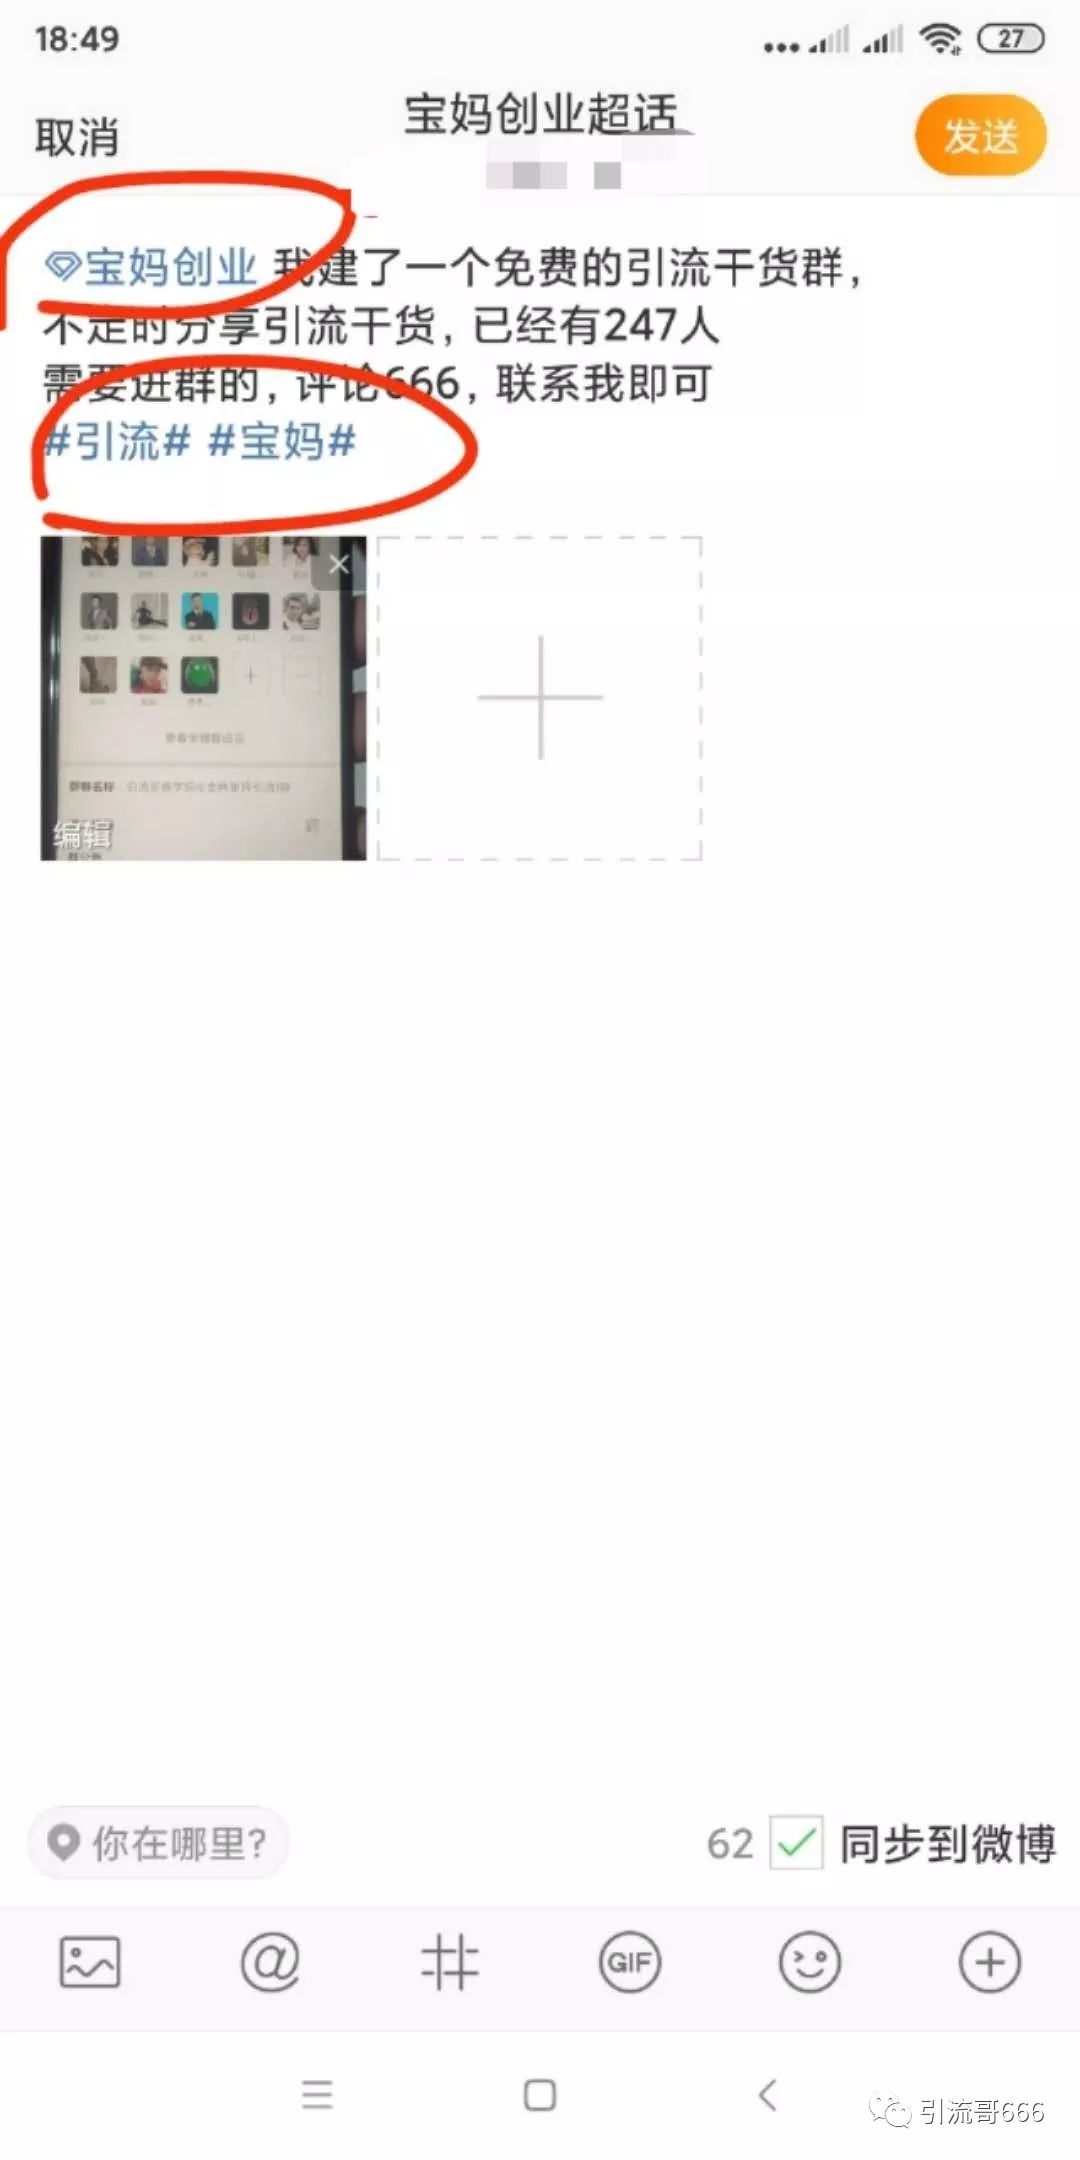 18:49
27
取消
宝妈创业超话
发送
宝妈创业 我建了一个免费的引流干货群,
不定时分享引流干货, 已经有247人
需要进群的, 评论666, 联系我即可
#引流# #宝妈#
编辑
你在哪里?
62
同步到微博
GIF
引流哥666